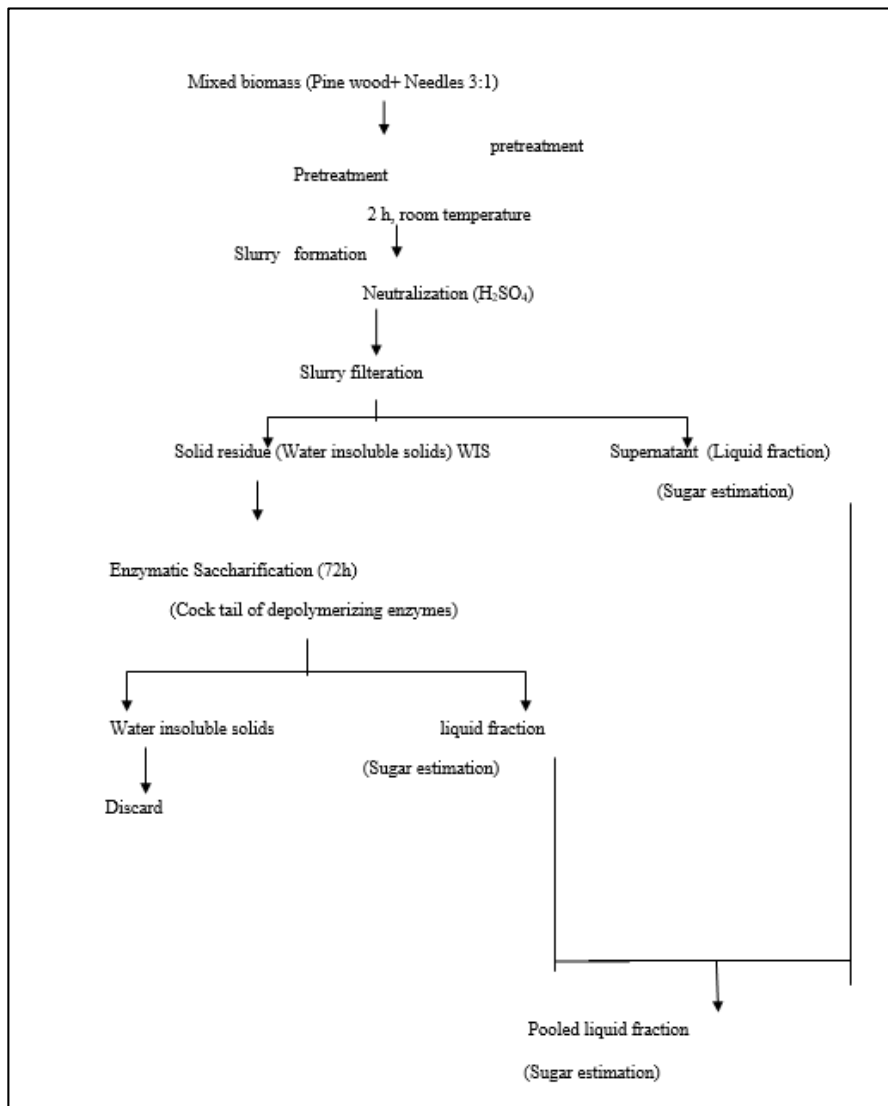 Mixed biomass (Pine wood+ Needles 3:1)
pretreatment
Pretreatment
2 h, room temperature
Slurry formation
Neutralization (H₂SO₄)
Slurry filteration
Solid residue (Water insoluble solids) WIS
Supernatant (Liquid fraction)
(Sugar estimation)
Enzymatic Saccharification (72h)
(Cock tail of depolymerizing enzymes)
Water insoluble solids
liquid fraction
(Sugar estimation)
Discard
Pooled liquid fraction
(Sugar estimation)